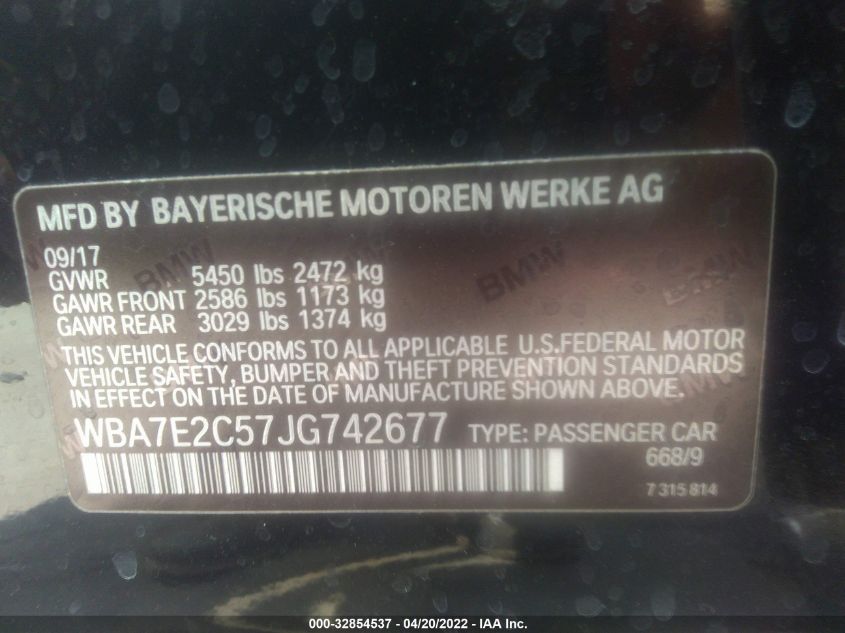 MFD BY BAYERISCHE MOTOREN WERKE AG
09/17
GVWR 5450 lbs 2472 kg
GAWR FRONT 2586 lbs 1173 kg
GAWR REAR 3029 lbs 1374 kg
THIS VEHICLE CONFORMS TO ALL APPLICABLE U.S.FEDERAL MOTOR
VEHICLE SAFETY, BUMPER AND THEFT PREVENTION STANDARDS
IN EFFECT ON THE DATE OF MANUFACTURE SHOWN ABOVE.
WBA7E2C57JG742677 TYPE: PASSENGER CAR
668/9
7 315 814
BMW
BMW
BMW
000-32854537 - 04/20/2022 - IAA Inc.